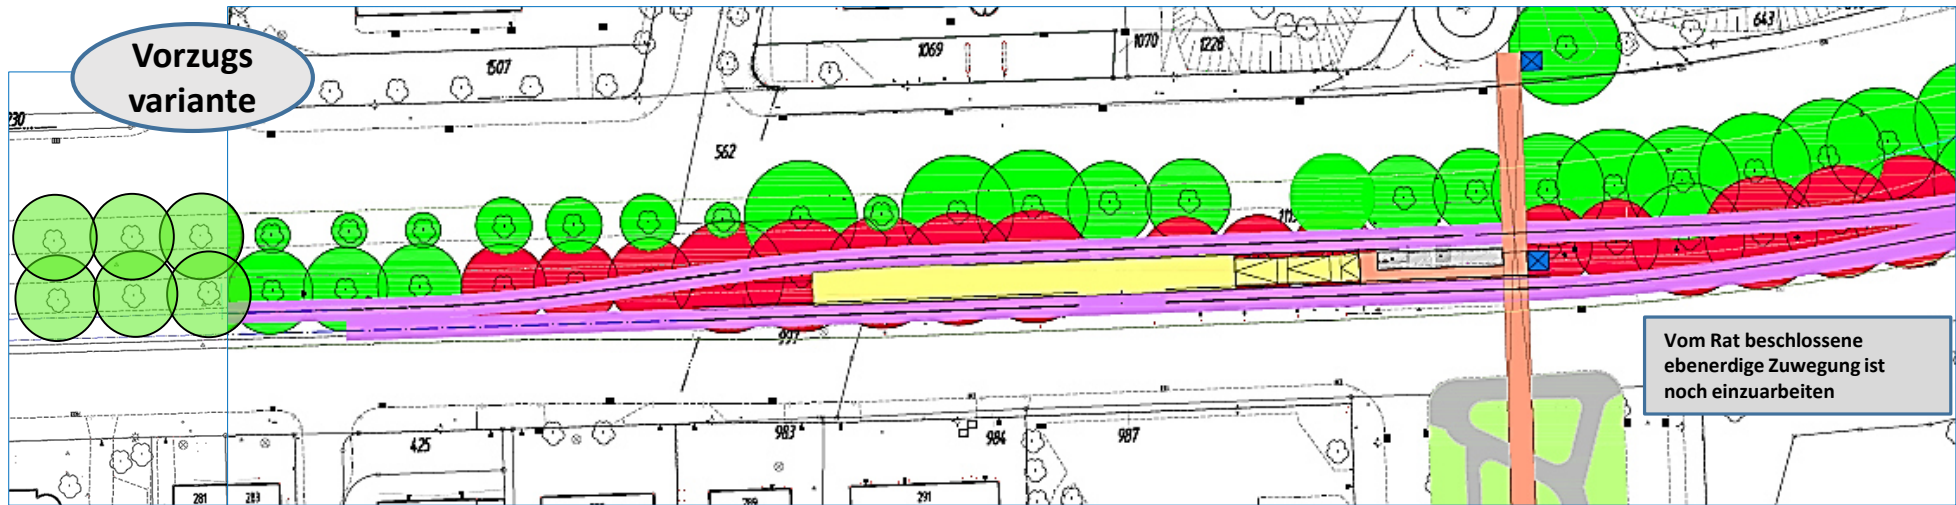 Vorzugs
variante
1507
1069
1070
1228
643
562
997
Vom Rat beschlossene
ebenerdige Zuwegung ist
noch einzuarbeiten
425
983
984
987
281
283
291